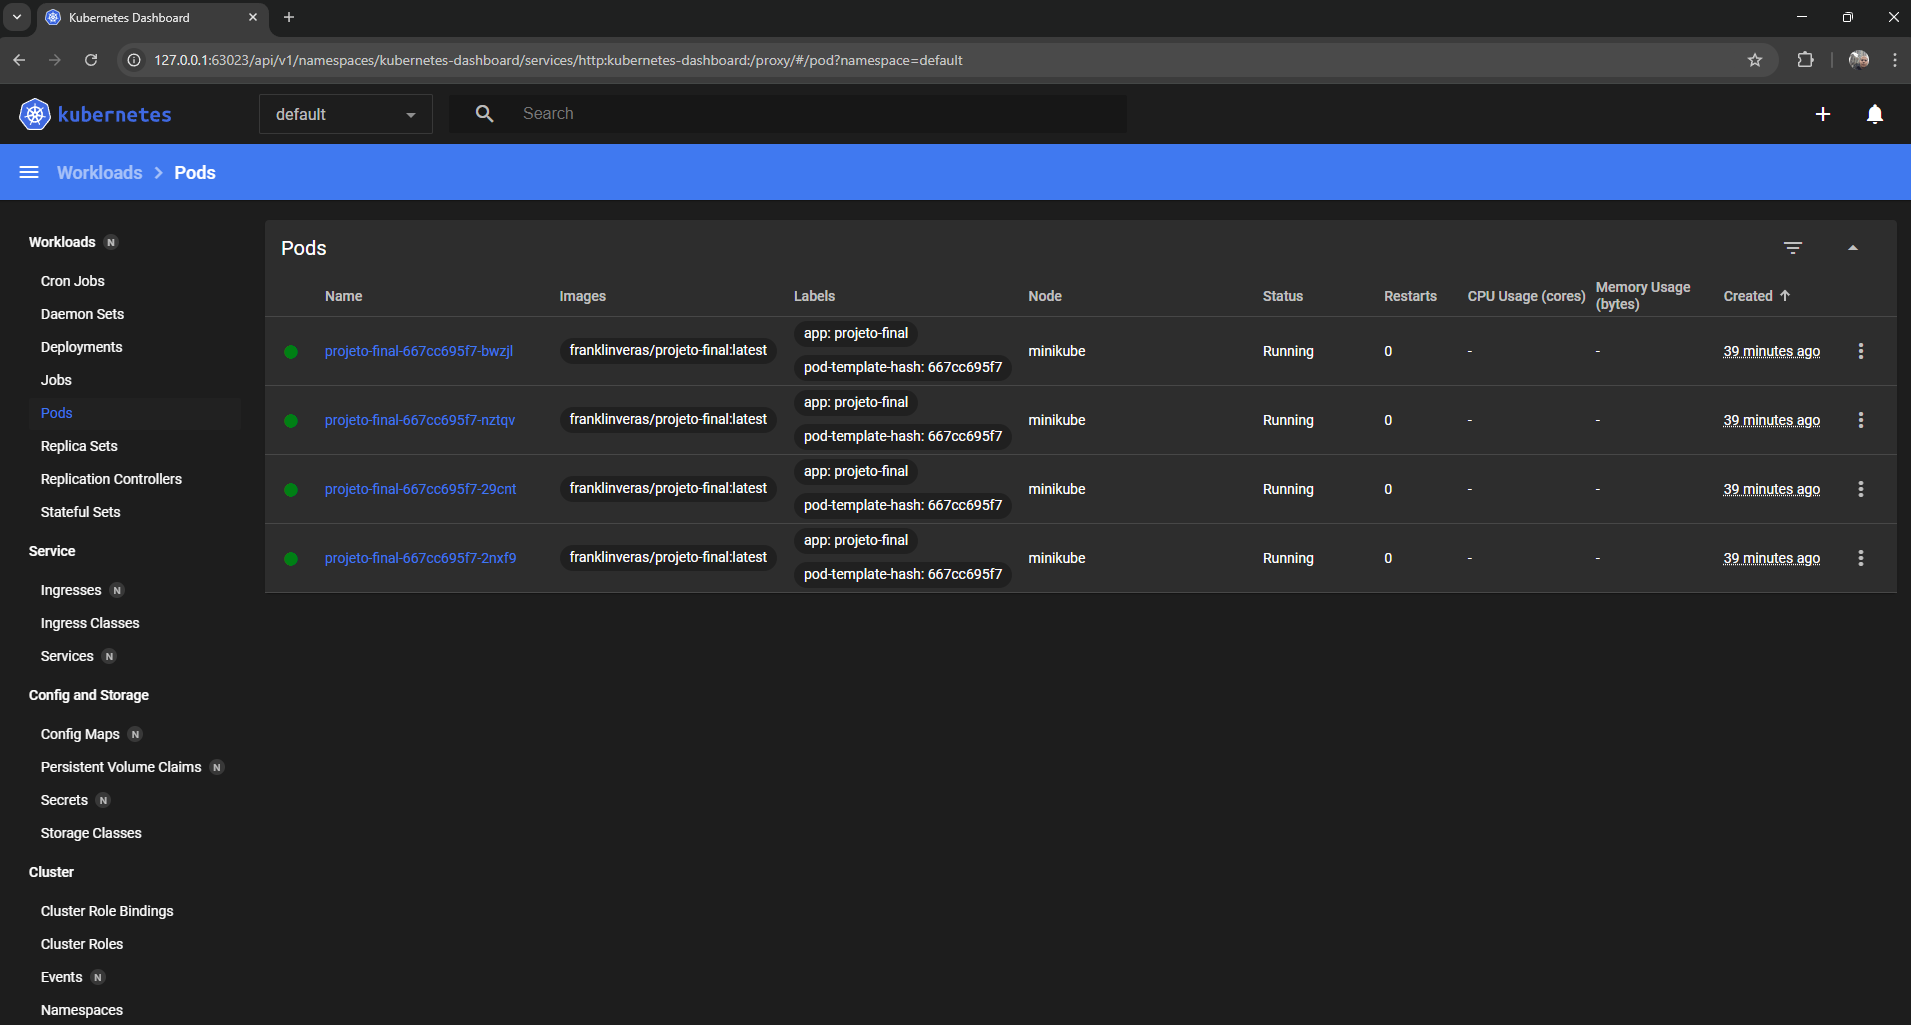 Kubernetes Dashboard
127.0.0.1:63023/api/v1/namespaces/kubernetes-dashboard/services/http:kubernetes-dashboard:/proxy/#/pod?namespace=default
kubernetes
default
Search
Workloads > Pods
Workloads N
Cron Jobs
Daemon Sets
Deployments
Jobs
Pods
Replica Sets
Replication Controllers
Stateful Sets
Service
Ingresses N
Ingress Classes
Services N
Config and Storage
Config Maps N
Persistent Volume Claims N
Secrets N
Storage Classes
Cluster
Cluster Role Bindings
Cluster Roles
Events N
Namespaces
Pods
Name Images Labels Node Status Restarts CPU Usage (cores) Memory Usage (bytes) Created
projeto-final-667cc695f7-bwzjl franklinveras/projeto-final:latest app: projeto-final pod-template-hash: 667cc695f7 minikube Running 0 - - 39 minutes ago
projeto-final-667cc695f7-nztqv franklinveras/projeto-final:latest app: projeto-final pod-template-hash: 667cc695f7 minikube Running 0 - - 39 minutes ago
projeto-final-667cc695f7-29cnt franklinveras/projeto-final:latest app: projeto-final pod-template-hash: 667cc695f7 minikube Running 0 - - 39 minutes ago
projeto-final-667cc695f7-2nxf9 franklinveras/projeto-final:latest app: projeto-final pod-template-hash: 667cc695f7 minikube Running 0 - - 39 minutes ago